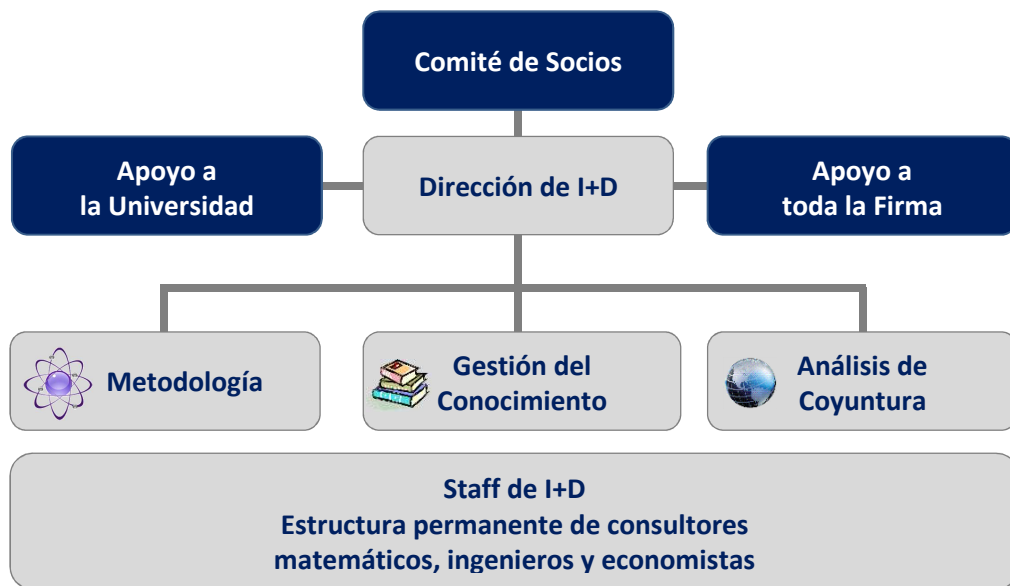 Comité de Socios
Apoyo a
la Universidad
Dirección de I+D
Apoyo a
toda la Firma
Metodología
Gestión del
Conocimiento
Análisis de
Coyuntura
Staff de I+D
Estructura permanente de consultores
matemáticos, ingenieros y economistas